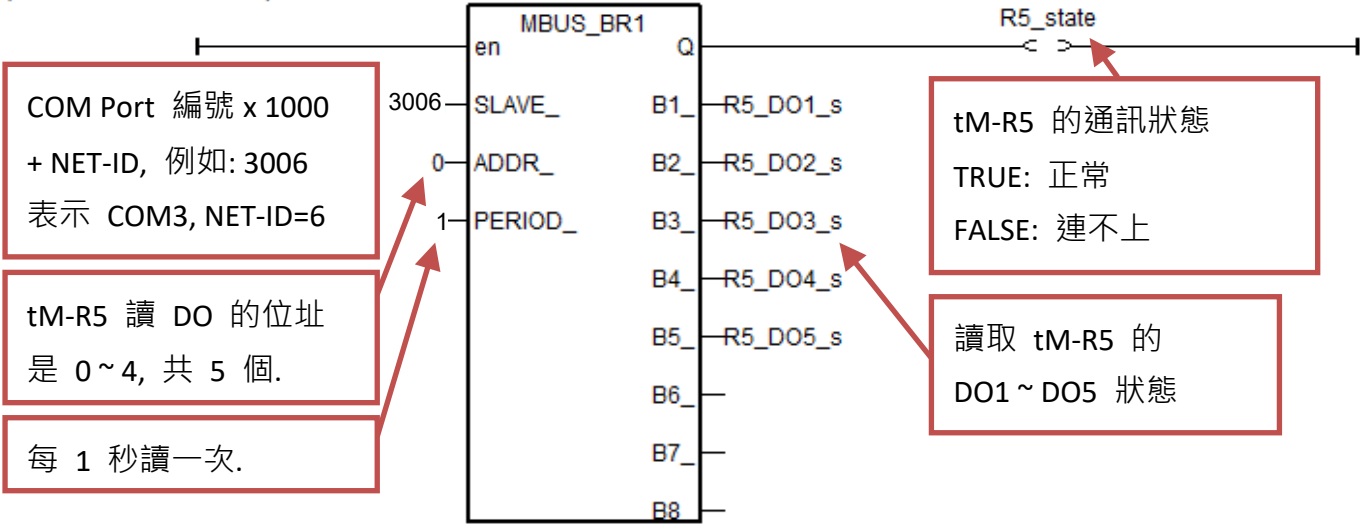 MBUS_BR1
R5_state
en
Q
COM Port 編號 x 1000
+ NET-ID, 例如: 3006
表示 COM3, NET-ID=6
3006
SLAVE_
B1_
R5_DO1_s
0
ADDR_
B2_
R5_DO2_s
1
PERIOD_
B3_
R5_DO3_s
B4_
R5_DO4_s
B5_
R5_DO5_s
B6_
B7_
B8
tM-R5 的通訊狀態
TRUE: 正常
FALSE: 連不上
tM-R5 讀 DO 的位址
是 0 ~ 4, 共 5 個.
讀取 tM-R5 的
DO1 ~ DO5 狀態
每 1 秒讀一次.